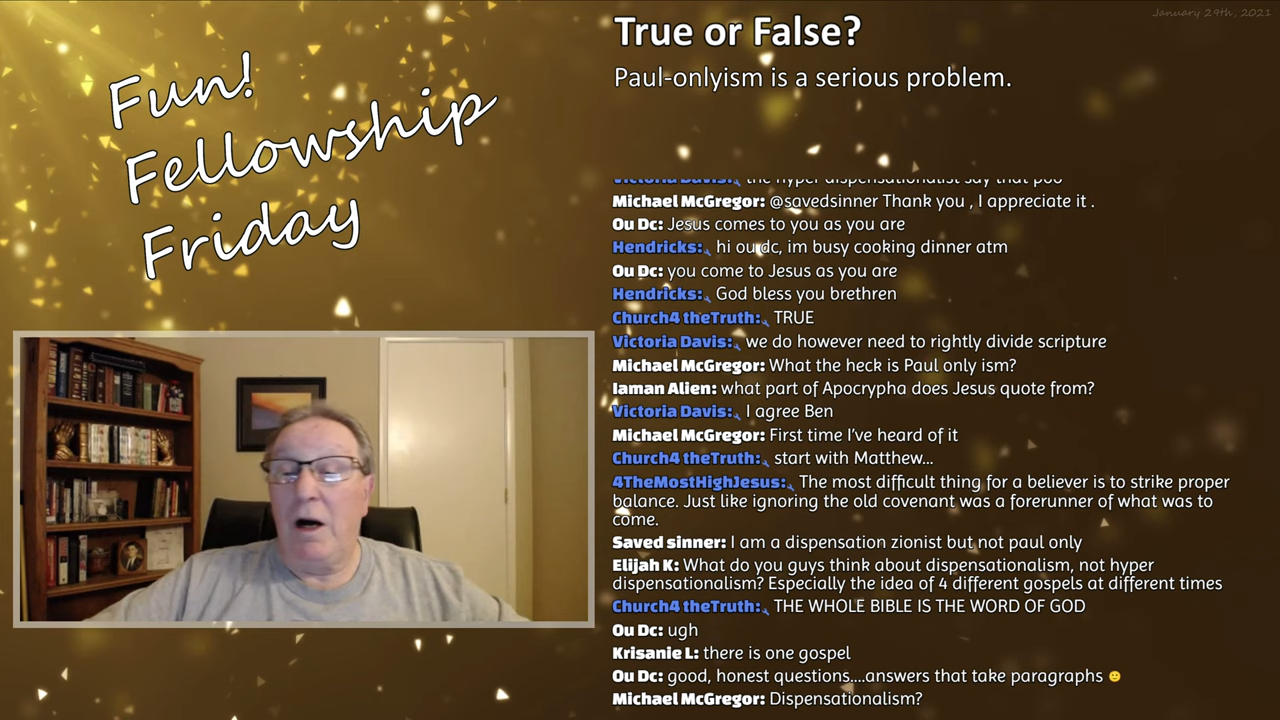 January 29th, 2021
True or False?
Paul-onlyism is a serious problem.
Fun!
Fellowship
Friday
Victoria Davis: the hyper dispensationalist say that poo
Michael McGregor: @savedsinner Thank you , I appreciate it .
Ou Dc: Jesus comes to you as you are
Hendricks: hi ou dc, im busy cooking dinner atm
Ou Dc: you come to Jesus as you are
Hendricks: God bless you brethren
Church4 theTruth: TRUE
Victoria Davis: we do however need to rightly divide scripture
Michael McGregor: What the heck is Paul only ism?
Iaman Alien: what part of Apocrypha does Jesus quote from?
Victoria Davis: I agree Ben
Michael McGregor: First time I've heard of it
Church4 theTruth: start with Matthew...
4TheMostHighJesus: The most difficult thing for a believer is to strike proper
balance. Just like ignoring the old covenant was a forerunner of what was to
come.
Saved sinner: I am a dispensation zionist but not paul only
Elijah K: What do you guys think about dispensationalism, not hyper
dispensationalism? Especially the idea of 4 different gospels at different times
Church4 theTruth: THE WHOLE BIBLE IS THE WORD OF GOD
Ou Dc: ugh
Krisanie L: there is one gospel
Ou Dc: good, honest questions....answers that take paragraphs 🙂
Michael McGregor: Dispensationalism?